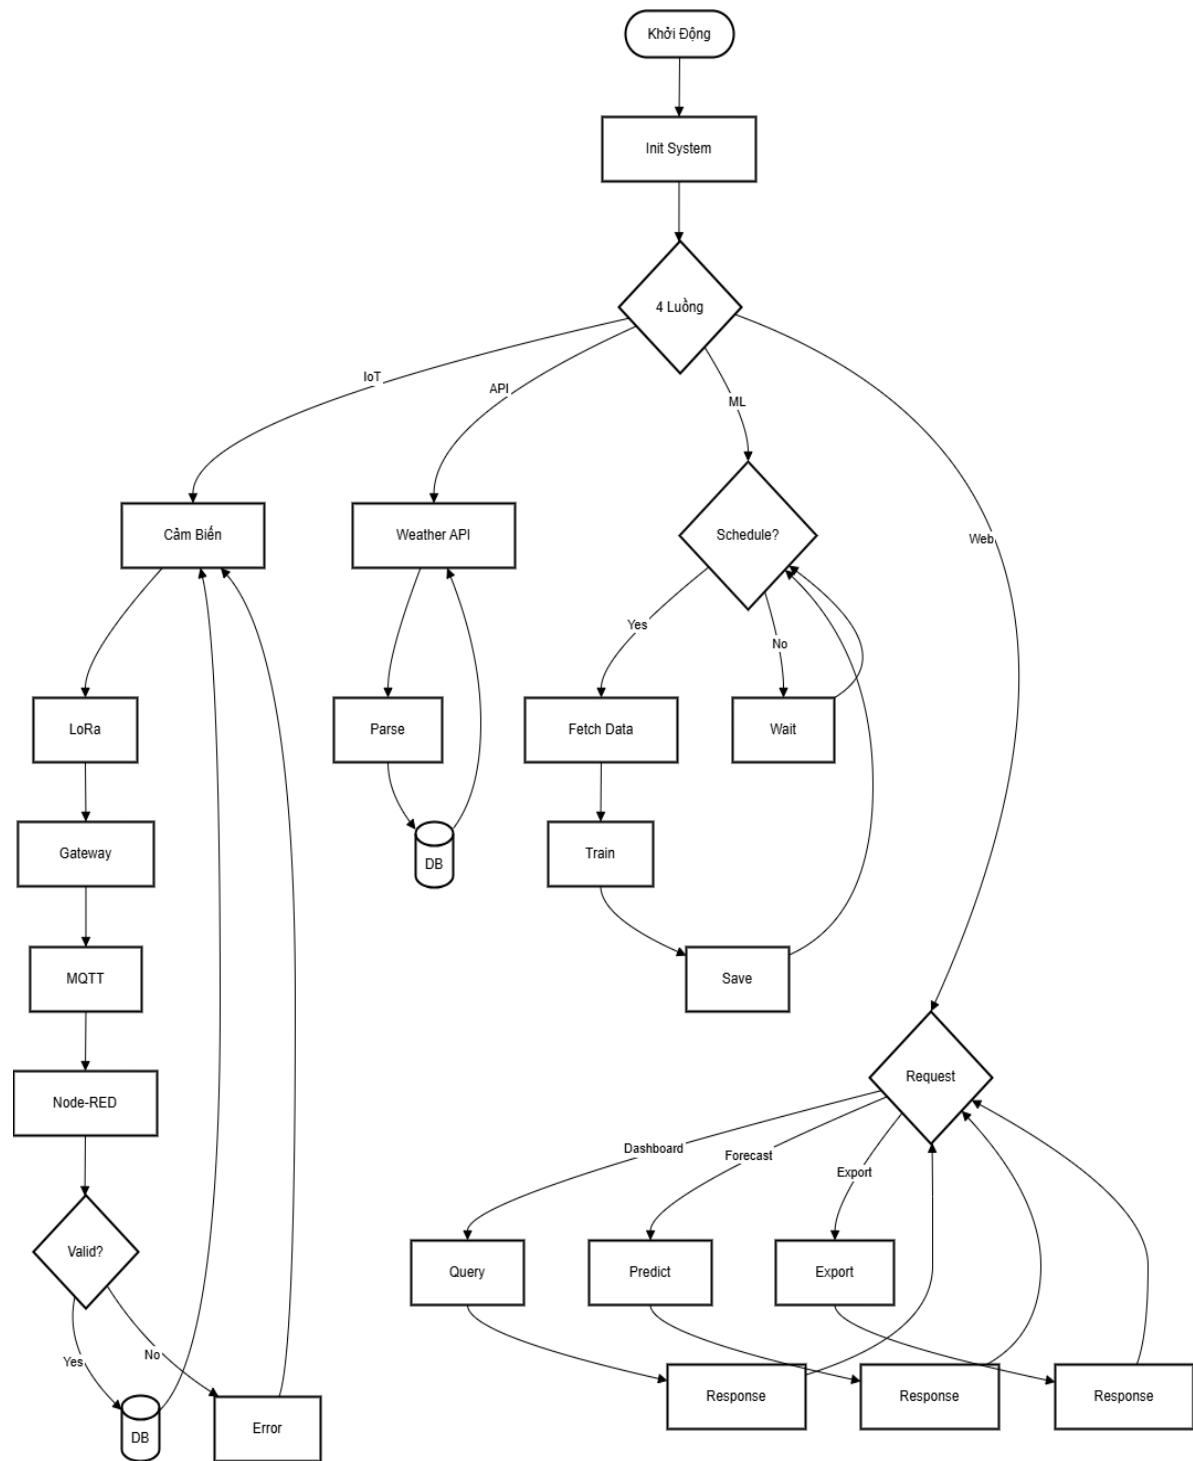 Khởi Động
Init System
4 Luồng
IoT
API
ML
Web
Cảm Biến
Weather API
Schedule?
Yes
No
LoRa
Parse
Fetch Data
Wait
Gateway
DB
Train
MQTT
Save
Node-RED
Request
Dashboard
Forecast
Export
Valid?
Query
Predict
Export
Yes
No
DB
Error
Response
Response
Response